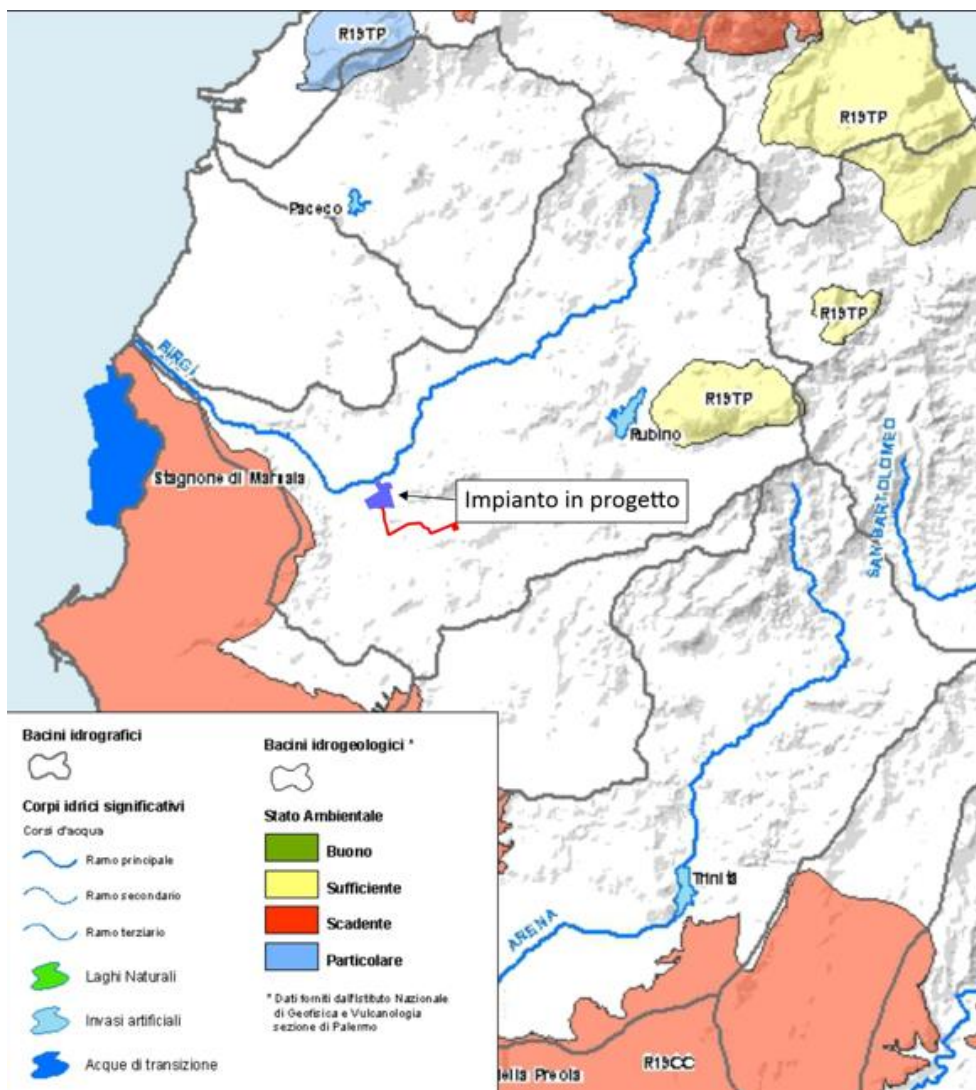 R19TP
R19TP
Paceco
R19TP
BIRGI
R19TP
Rubino
Stagnone di Marsala
Impianto in progetto
SAN BARTOLOMEO
Bacini idrografici
Corpi idrici significativi
Corsi d'acqua
Ramo principale
Ramo secondario
Ramo terziario
Laghi Naturali
Invasi artificiali
Acque di transizione
Bacini idrogeologici *
Stato Ambientale
Buono
Sufficiente
Scadente
Particolare
* Dati forniti dall'Istituto Nazionale
di Geofisica e Vulcanologia
sezione di Palermo
Trinità
ARENA
R19CC
della Preola